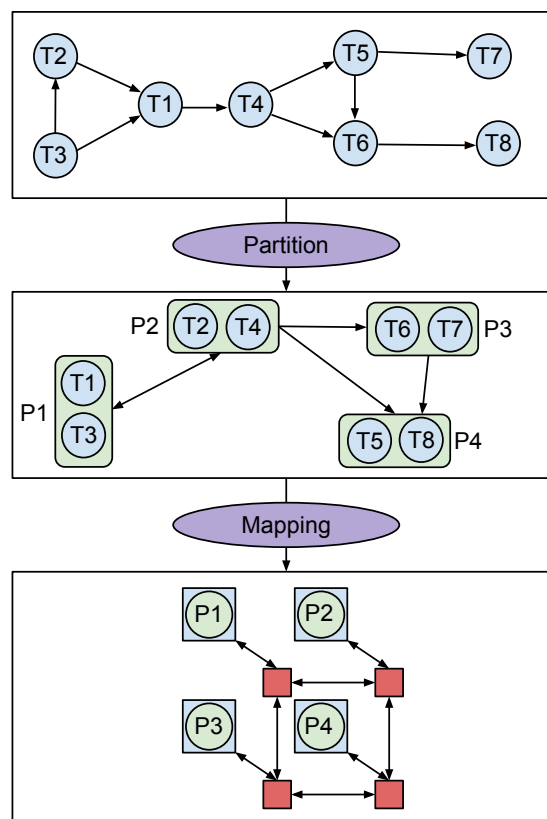 T2
T5
T7
T1
T4
T3
T6
T8
Partition
P2
T2
T4
T6
T7
P3
T1
P1
T3
T5
T8
P4
Mapping
P1
P2
P3
P4